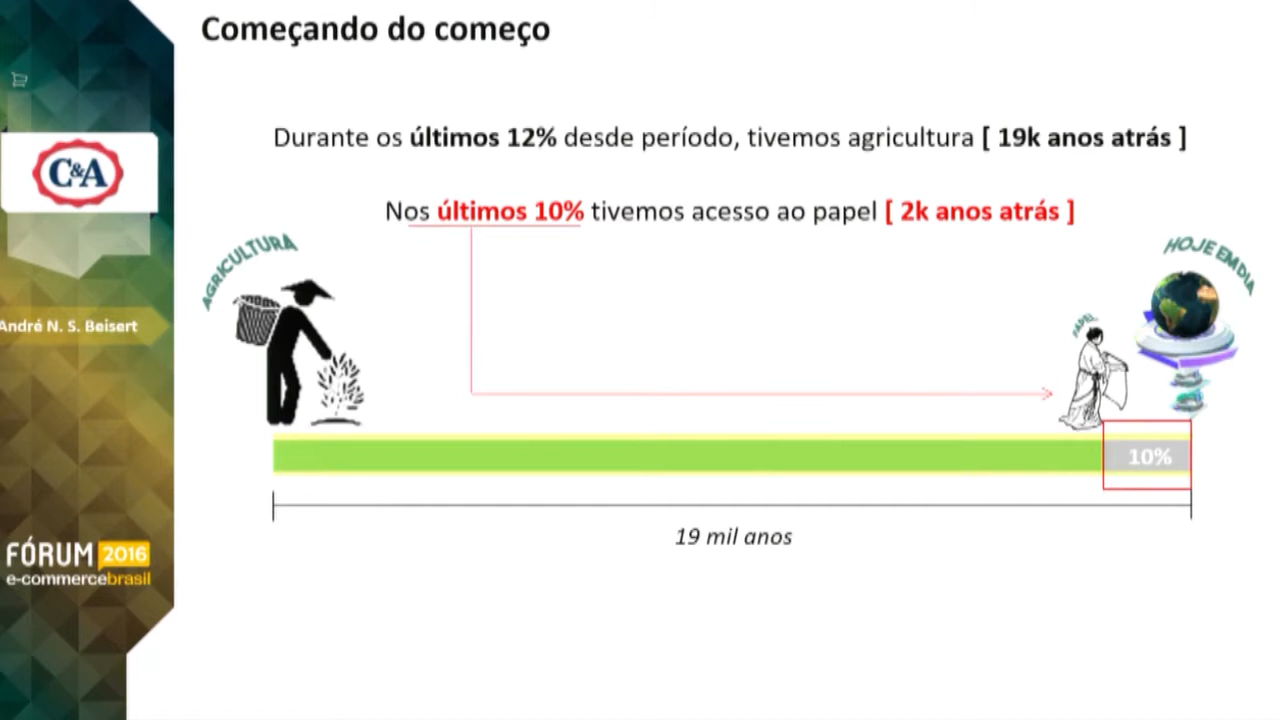 Começando do começo
Durante os últimos 12% desde período, tivemos agricultura [ 19k anos atrás ]
C&A
Nos últimos 10% tivemos acesso ao papel [ 2k anos atrás ]
AGRICULTURA
HOJE EM DIA
PAPEL
André N. S. Beisert
10%
19 mil anos
FÓRUM 2016
e-commercebrasil